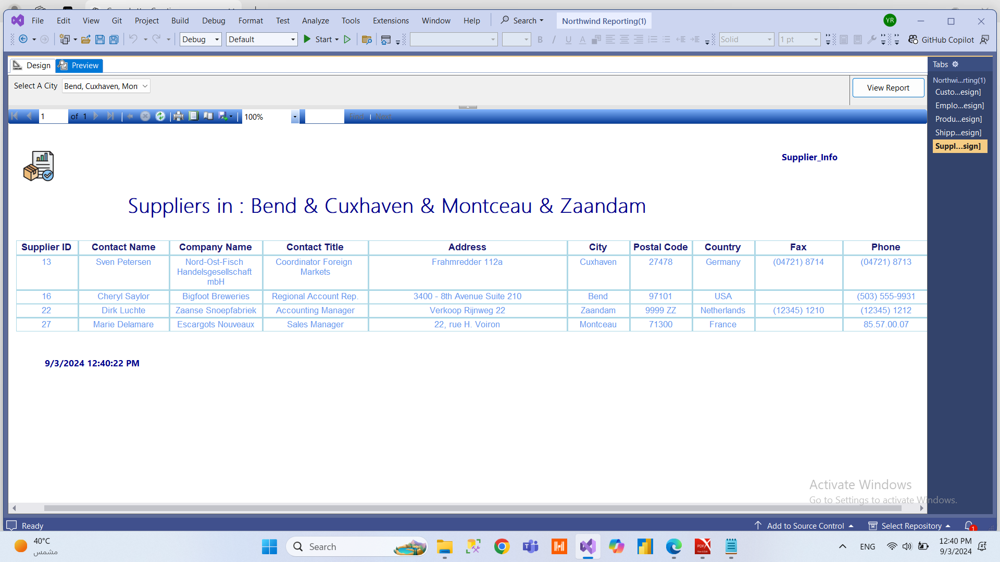 File Edit View Git Project Build Debug Format Test Analyze Tools Extensions Window Help Search Northwind Reporting(1) YR
Debug Default Start B I U A Solid 1 pt GitHub Copilot
Design Preview
Tabs
Select A City Bend, Cuxhaven, Mon View Report
Northwi...rting(1)
Custo...esign]
Emplo...esign]
Produ...esign]
Shipp...esign]
Suppl...sign]
1 of 1 100% Find | Next
Supplier_Info
Suppliers in : Bend & Cuxhaven & Montceau & Zaandam
Supplier ID Contact Name Company Name Contact Title Address City Postal Code Country Fax Phone
13 Sven Petersen Nord-Ost-Fisch Coordinator Foreign Frahmredder 112a Cuxhaven 27478 Germany (04721) 8714 (04721) 8713
Handelsgesellschaft Markets
mbH
16 Cheryl Saylor Bigfoot Breweries Regional Account Rep. 3400 - 8th Avenue Suite 210 Bend 97101 USA (503) 555-9931
22 Dirk Luchte Zaanse Snoepfabriek Accounting Manager Verkoop Rijnweg 22 Zaandam 9999 ZZ Netherlands (12345) 1210 (12345) 1212
27 Marie Delamare Escargots Nouveaux Sales Manager 22, rue H. Voiron Montceau 71300 France 85.57.00.07
9/3/2024 12:40:22 PM
Activate Windows
Go to Settings to activate Windows.
Ready Add to Source Control Select Repository 1
40°C
مشمس
Search
PDF
ENG
12:40 PM
9/3/2024